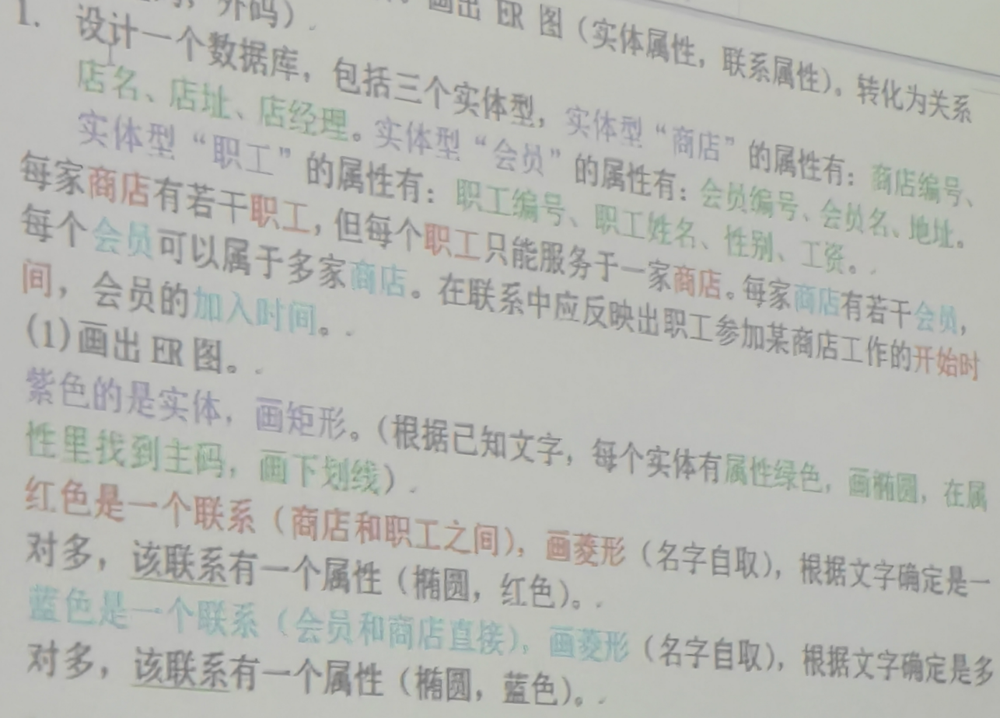 画出 ER 图（实体属性，联系属性）。转化为关系
，外码）。
1. 设计一个数据库，包括三个实体型，实体型“商店”的属性有：商店编号、
店名、店址、店经理。实体型“会员”的属性有：会员编号、会员名、地址。
实体型“职工”的属性有：职工编号、职工姓名、性别、工资。
每家商店有若干职工，但每个职工只能服务于一家商店。每家商店有若干会员，
每个会员可以属于多家商店。在联系中应反映出职工参加某商店工作的开始时
间，会员的加入时间。
(1)画出 ER 图。
紫色的是实体，画矩形。（根据已知文字，每个实体有属性绿色，画椭圆，在属
性里找到主码，画下划线）
红色是一个联系（商店和职工之间），画菱形（名字自取），根据文字确定是一
对多，该联系有一个属性（椭圆，红色）。
蓝色是一个联系（会员和商店直接），画菱形（名字自取），根据文字确定是多
对多，该联系有一个属性（椭圆，蓝色）。